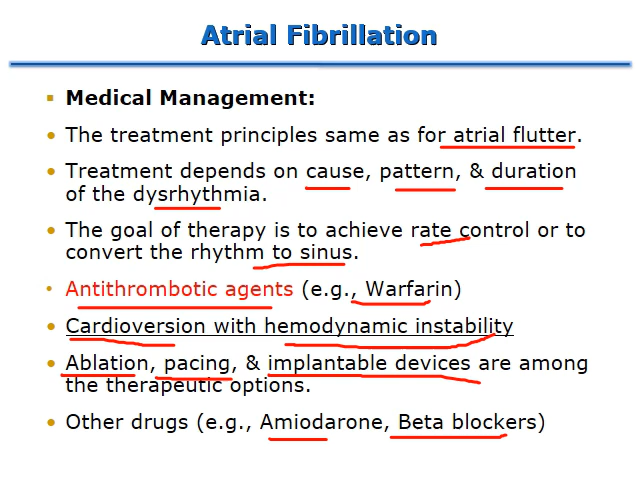 Atrial Fibrillation
Medical Management:
The treatment principles same as for atrial flutter.
Treatment depends on cause, pattern, & duration
of the dysrhythmia.
The goal of therapy is to achieve rate control or to
convert the rhythm to sinus.
Antithrombotic agents (e.g., Warfarin)
Cardioversion with hemodynamic instability
Ablation, pacing, & implantable devices are among
the therapeutic options.
Other drugs (e.g., Amiodarone, Beta blockers)